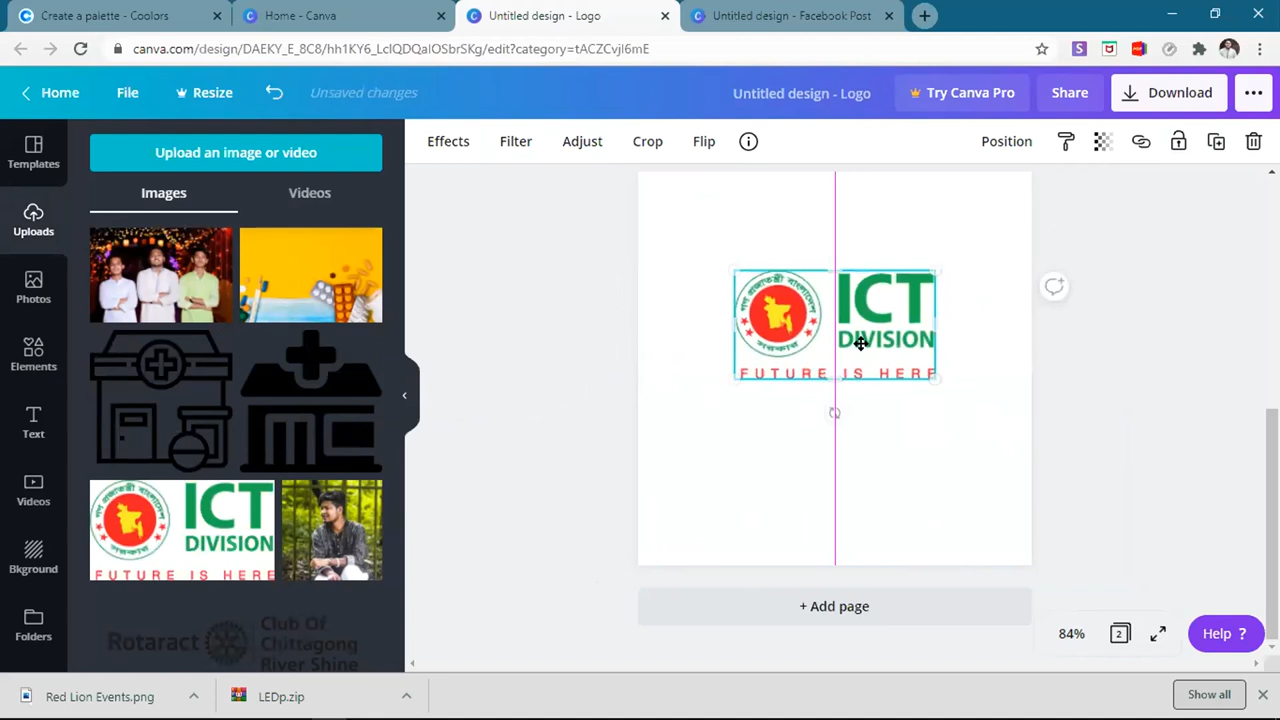 Create a palette - Coolors
Home - Canva
Untitled design - Logo
Untitled design - Facebook Post
canva.com/design/DAEKY_E_8C8/hh1KY6_LcIQDQaIOSbrSKg/edit?category=tACZCvjI6mE
Home
File
Resize
Unsaved changes
Untitled design - Logo
Try Canva Pro
Share
Download
Templates
Uploads
Photos
Elements
Text
Videos
Bkground
Folders
Upload an image or video
Images
Videos
ICT
DIVISION
FUTURE IS HERE
Rotaract
Club Of
Chittagong
River Shine
Effects
Filter
Adjust
Crop
Flip
Position
গণ প্রজাতন্ত্রী বাংলাদেশ
সরকার
ICT
DIVISION
FUTURE IS HERE
+ Add page
84%
2
Help ?
Red Lion Events.png
LEDp.zip
Show all